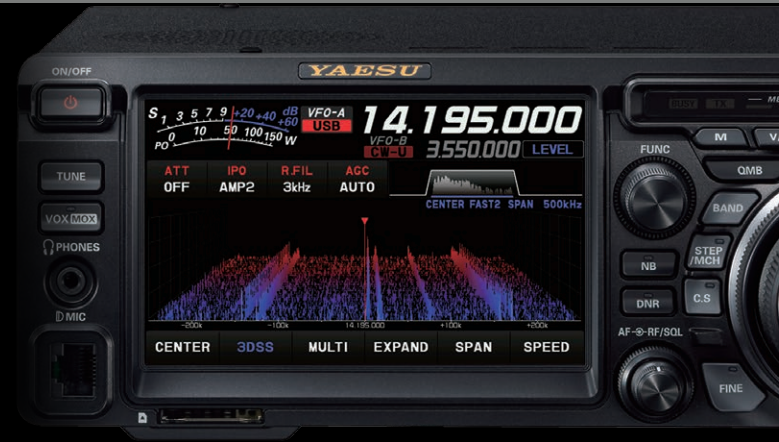 YAESU
ON/OFF
TUNE
VOX MOX
PHONES
MIC
S 1 3 5 7 9 +20 +40 +60 dB
PO 0 10 50 100 150 W
VFO-A
USB
14.195.000
VFO-B
CW-U
3.550.000
LEVEL
ATT IPO R.FIL AGC
OFF AMP2 3kHz AUTO
CENTER FAST2 SPAN 500kHz
-200k -100k 14.195.000 +100k +200k
CENTER 3DSS MULTI EXPAND SPAN SPEED
BUSY TX
M
FUNC
QMB
BAND
STEP
/MCH
NB
C.S
DNR
AF-RF/SQL
FINE